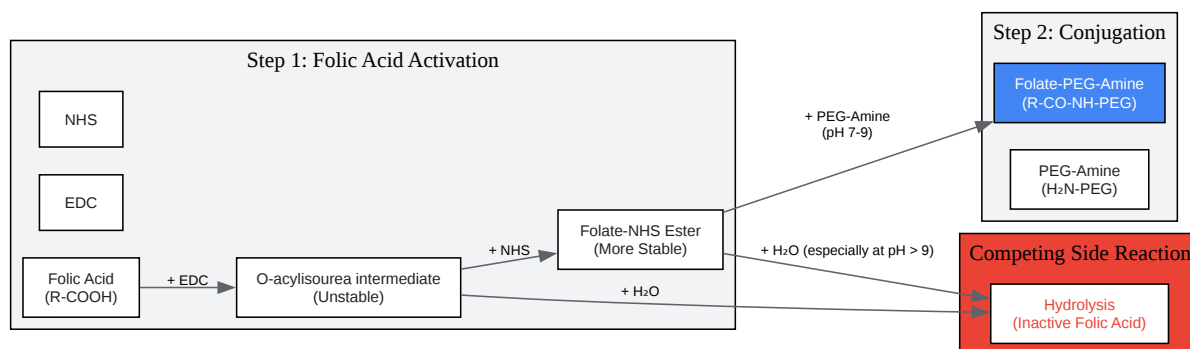 Step 1: Folic Acid Activation
NHS
EDC
Folic Acid
(R-COOH)
+ EDC
O-acylisourea intermediate
(Unstable)
+ NHS
Folate-NHS Ester
(More Stable)
+ H₂O
+ PEG-Amine
(pH 7-9)
+ H₂O (especially at pH > 9)
Step 2: Conjugation
Folate-PEG-Amine
(R-CO-NH-PEG)
PEG-Amine
(H₂N-PEG)
Competing Side Reaction
Hydrolysis
(Inactive Folic Acid)